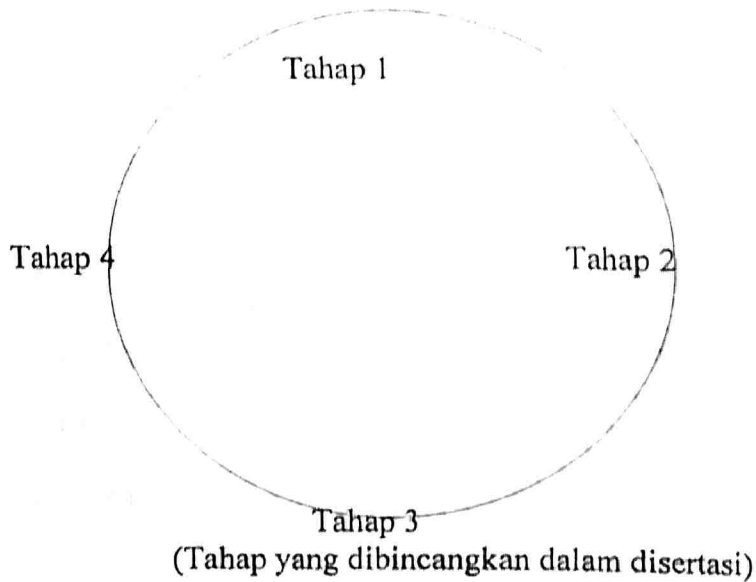 Tahap 1
Tahap 4
Tahap 2
Tahap 3
(Tahap yang dibincangkan dalam disertasi)